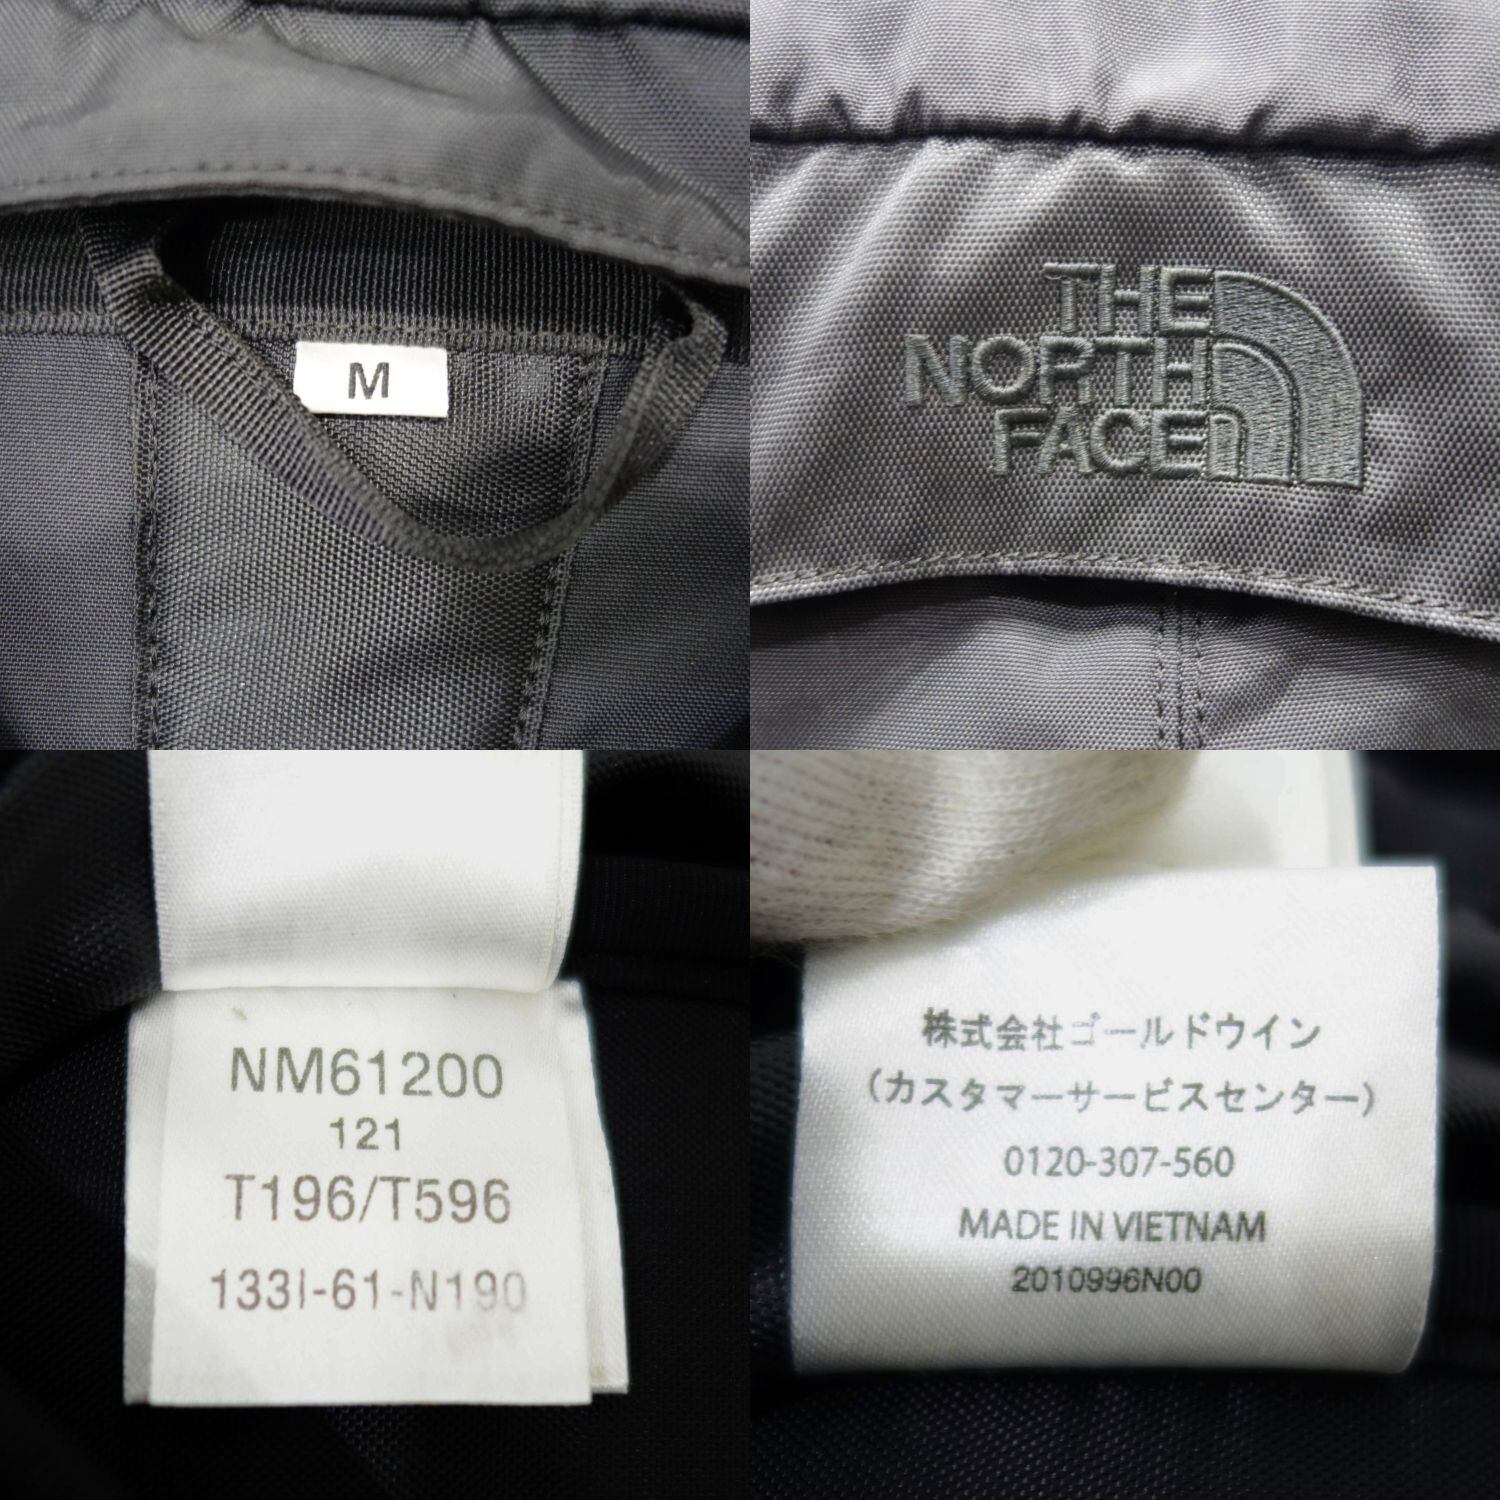 M
THE
NORTH
FACE
NM61200
121
T196/T596
133I-61-N190
株式会社ゴールドウイン
(カスタマーサービスセンター)
0120-307-560
MADE IN VIETNAM
2010996N00